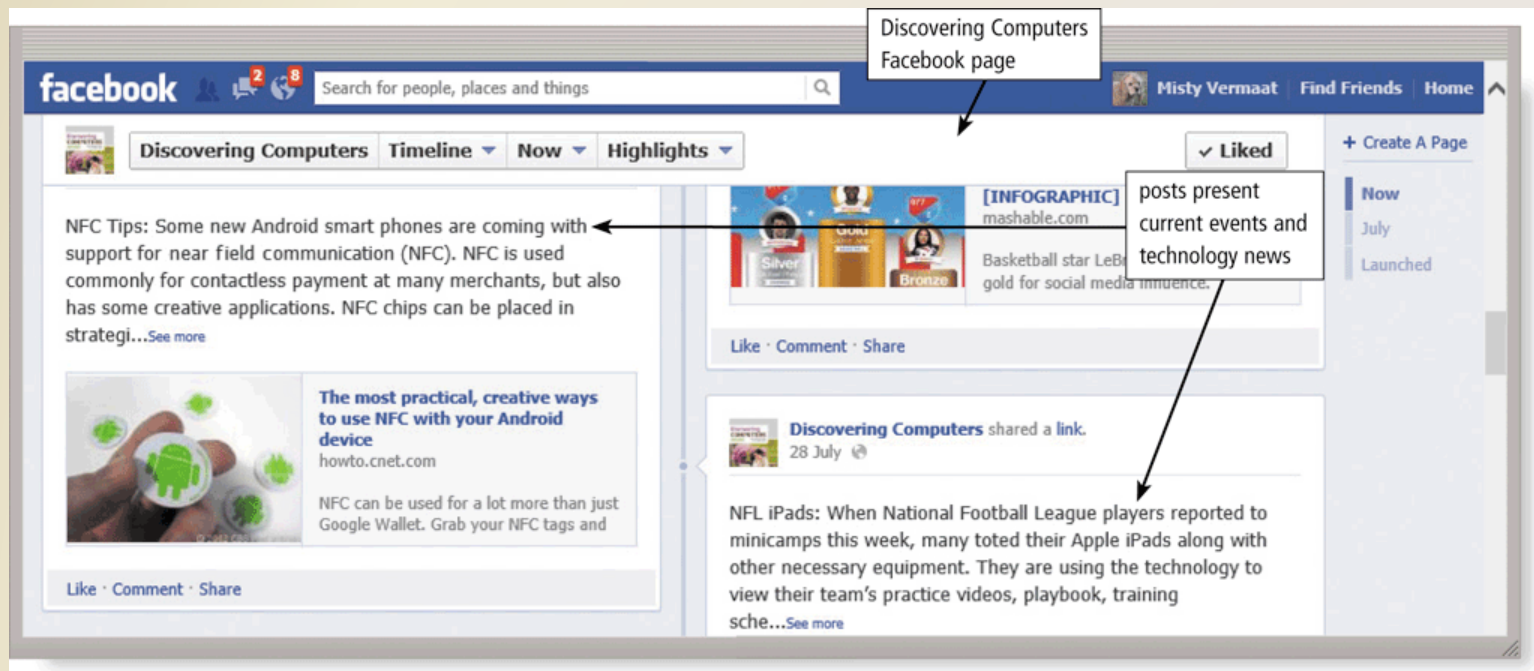 Discovering Computers
Facebook page
facebook
2
8
Search for people, places and things
Misty Vermaat
Find Friends
Home
Discovering Computers
Timeline
Now
Highlights
Liked
+ Create A Page
Now
July
Launched
NFC Tips: Some new Android smart phones are coming with
support for near field communication (NFC). NFC is used
commonly for contactless payment at many merchants, but also
has some creative applications. NFC chips can be placed in
strategi...See more
The most practical, creative ways
to use NFC with your Android
device
howto.cnet.com
NFC can be used for a lot more than just
Google Wallet. Grab your NFC tags and
Like · Comment · Share
[INFOGRAPHIC]
mashable.com
Basketball star
gold for social media influence.
Silver
Gold
Bronze
posts present
current events and
technology news
Like · Comment · Share
Discovering Computers shared a link.
28 July
NFL iPads: When National Football League players reported to
minicamps this week, many toted their Apple iPads along with
other necessary equipment. They are using the technology to
view their team's practice videos, playbook, training
sche...See more